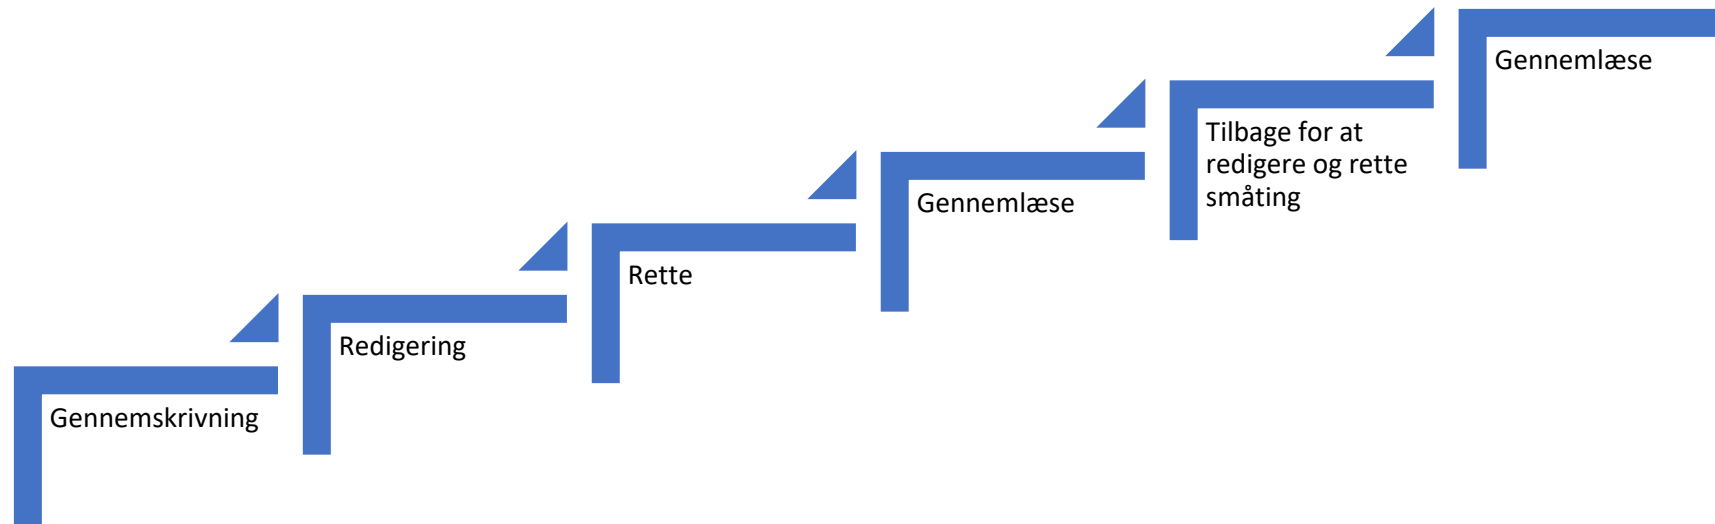 Gennemskrivning
Redigering
Rette
Gennemlæse
Tilbage for at
redigere og rette
småting
Gennemlæse